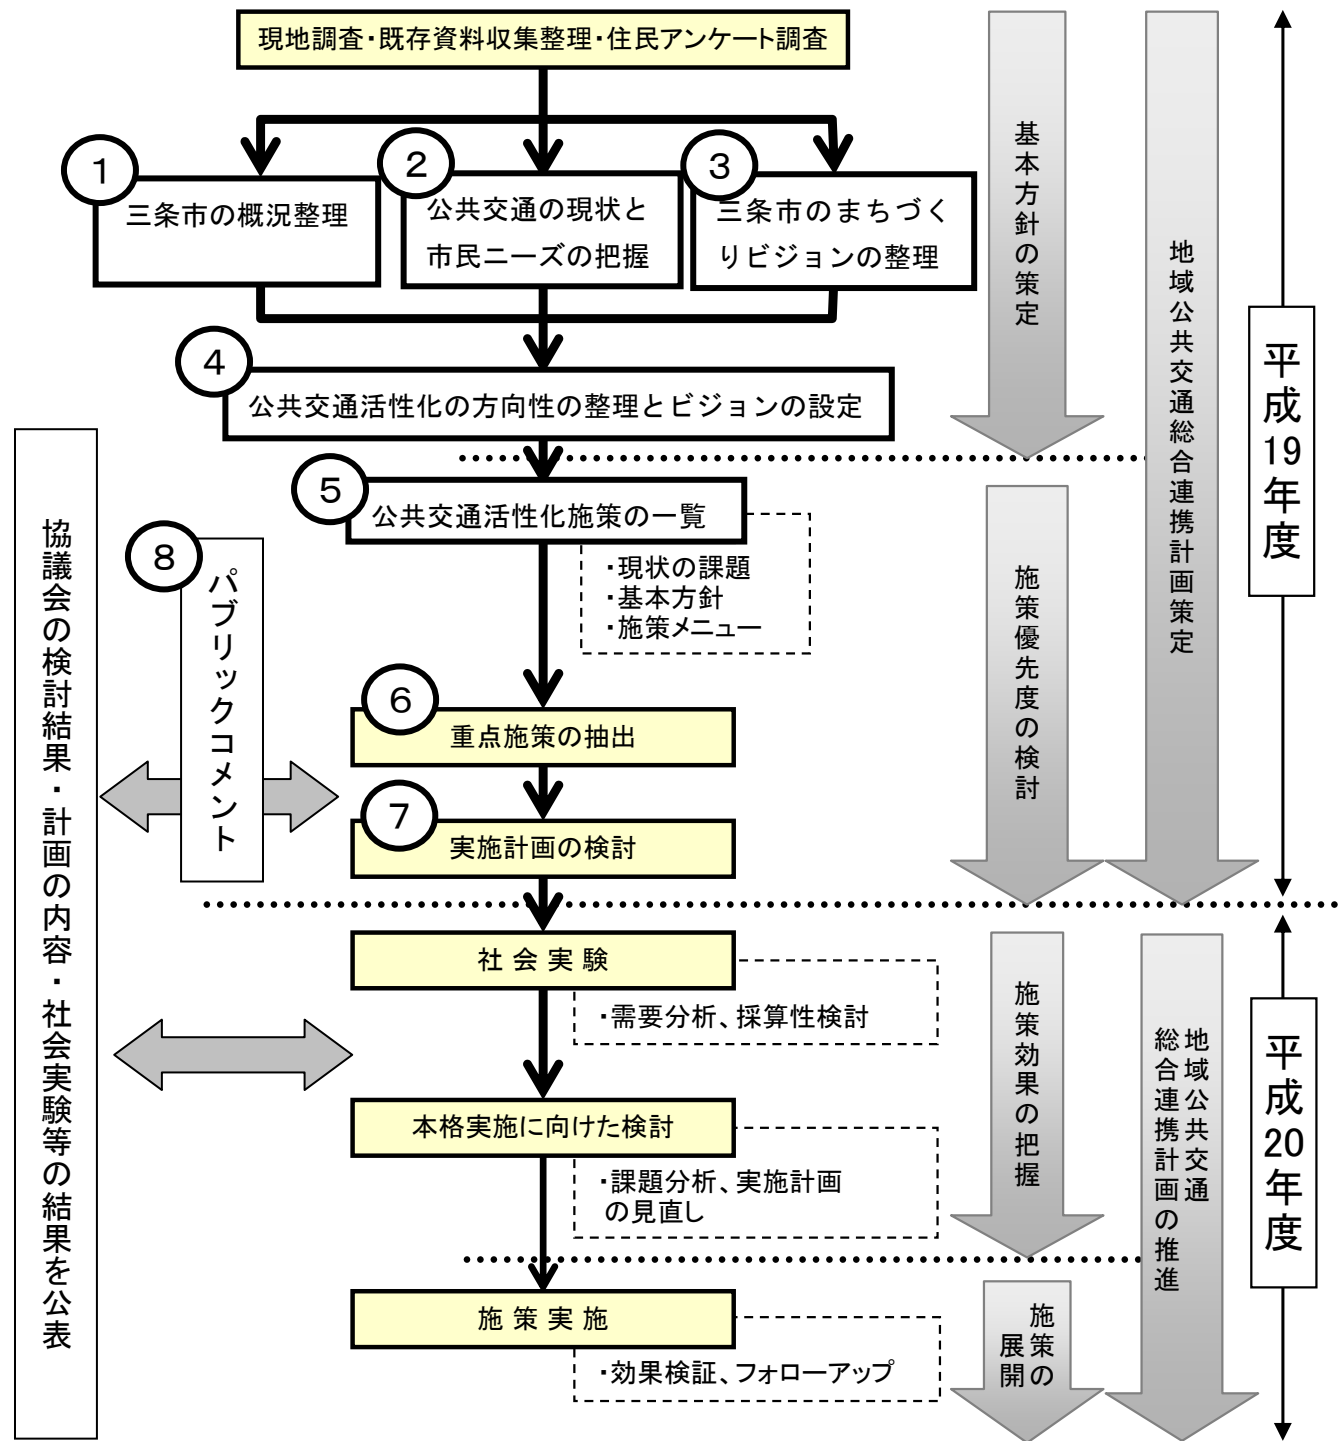 現地調査・既存資料収集整理・住民アンケート調査
1
三条市の概況整理
2
公共交通の現状と
市民ニーズの把握
3
三条市のまちづく
りビジョンの整理
4
公共交通活性化の方向性の整理とビジョンの設定
5
公共交通活性化施策の一覧
・現状の課題
・基本方針
・施策メニュー
6
重点施策の抽出
7
実施計画の検討
8
パブリックコメント
協議会の検討結果・計画の内容・社会実験等の結果を公表
社会実験
・需要分析、採算性検討
本格実施に向けた検討
・課題分析、実施計画
の見直し
施策実施
・効果検証、フォローアップ
基本方針の策定
施策優先度の検討
地域公共交通総合連携計画策定
平成19年度
施策効果の把握
施策の
展開
地域公共交通
総合連携計画の推進
平成20年度